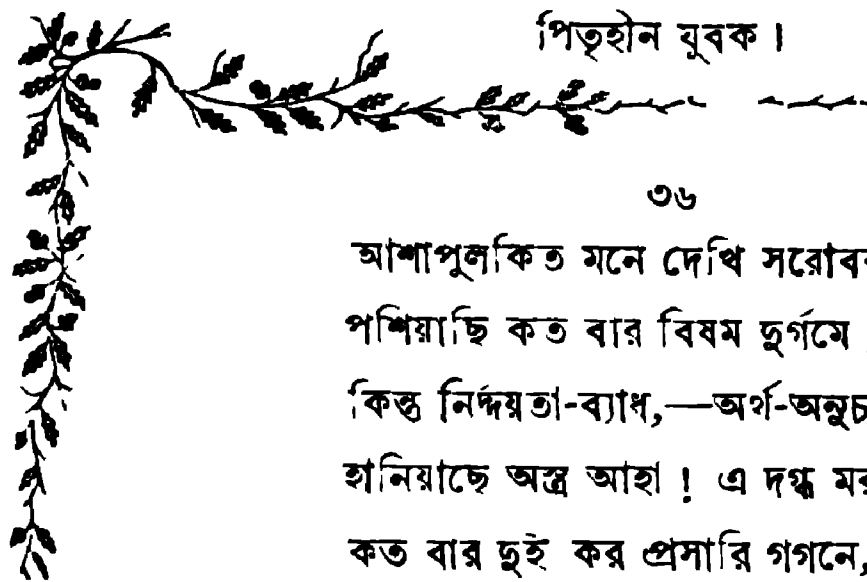 পিতৃহীন যুবক ।
৩৬
আশাপুলকিত মনে দেখি
পশিয়াছি কত বার বিষম দুর্গমে
কিন্তু নির্দ্দয়তা-ব্যাধ,—
হানিয়াছে অস্ত্র আহা ! এ দগ্ধ
কত বার দুই কর প্রসারি গগনে,